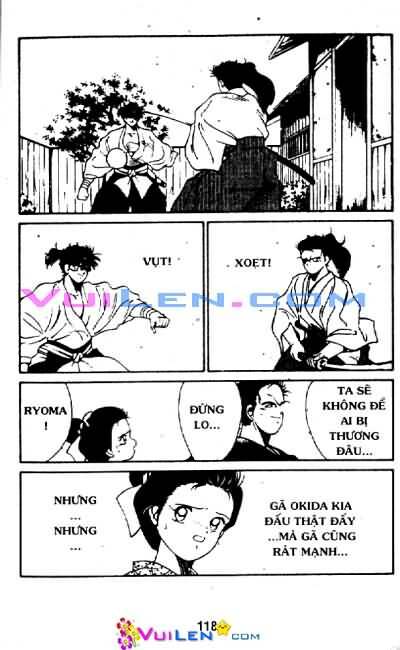 VỤT!
XOẸT!
VUILEN.COM
RYOMA
!
ĐỪNG
LO...
TA SẼ
KHÔNG ĐỂ
AI BỊ
THƯƠNG
ĐÂU...
NHƯNG
...
NHƯNG
...
GÃ OKIDA KIA
ĐẤU THẬT ĐẤY
...MÀ GÃ CŨNG
RẤT MẠNH...
118
VUILEN.COM